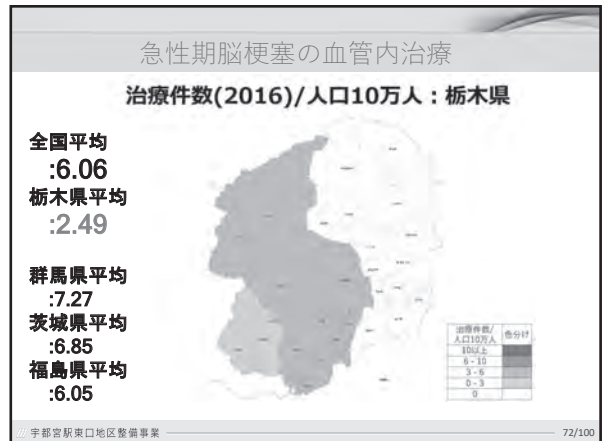 急性期脳梗塞の血管内治療
治療件数(2016)/人口10万人：栃木県
全国平均
:6.06
栃木県平均
:2.49
群馬県平均
:7.27
茨城県平均
:6.85
福島県平均
:6.05
治療件数/人口10万人 色分け
10以上
6 - 10
3 - 6
0 - 3
0
宇都宮駅東口地区整備事業
72/100